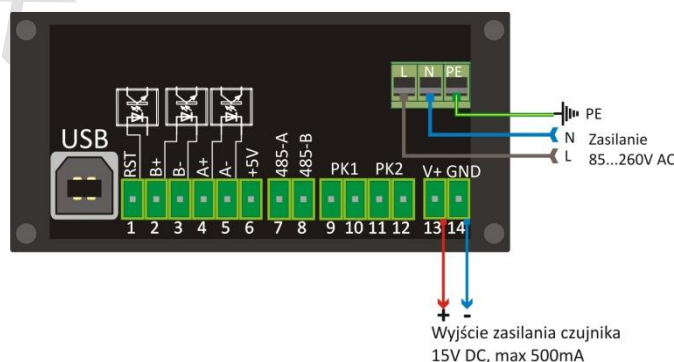 L N PE
PE
N Zasilanie
L 85...260V AC
USB
RST B+ B- A+ A- +5V 485-A 485-B PK1 PK2 V+ GND
1 2 3 4 5 6 7 8 9 10 11 12 13 14
+ -
Wyjście zasilania czujnika
15V DC, max 500mA